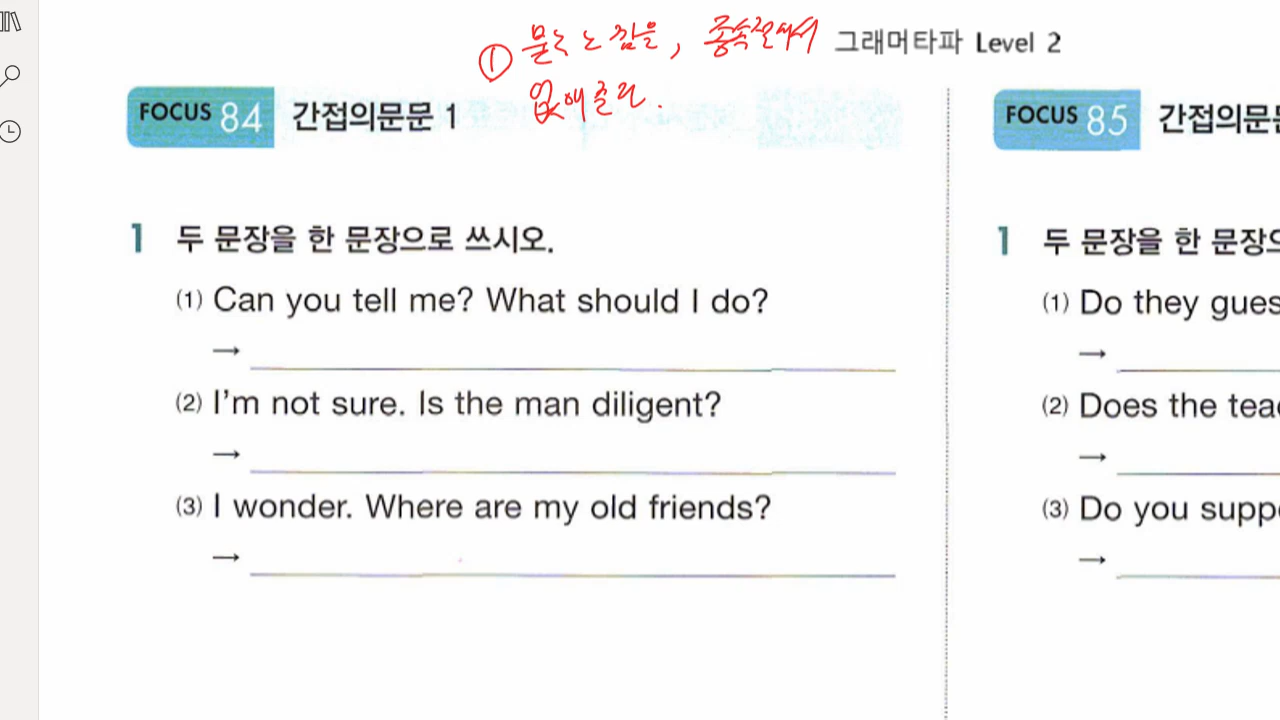 ① 묻는 느낌을, 종속절에서
없애준다.
그래머타파 Level 2
FOCUS 84 간접의문문 1
1 두 문장을 한 문장으로 쓰시오.
(1) Can you tell me? What should I do?
→
(2) I'm not sure. Is the man diligent?
→
(3) I wonder. Where are my old friends?
→
FOCUS 85 간접의문
1 두 문장을 한 문장
(1) Do they gues
→
(2) Does the tea
→
(3) Do you supp
→